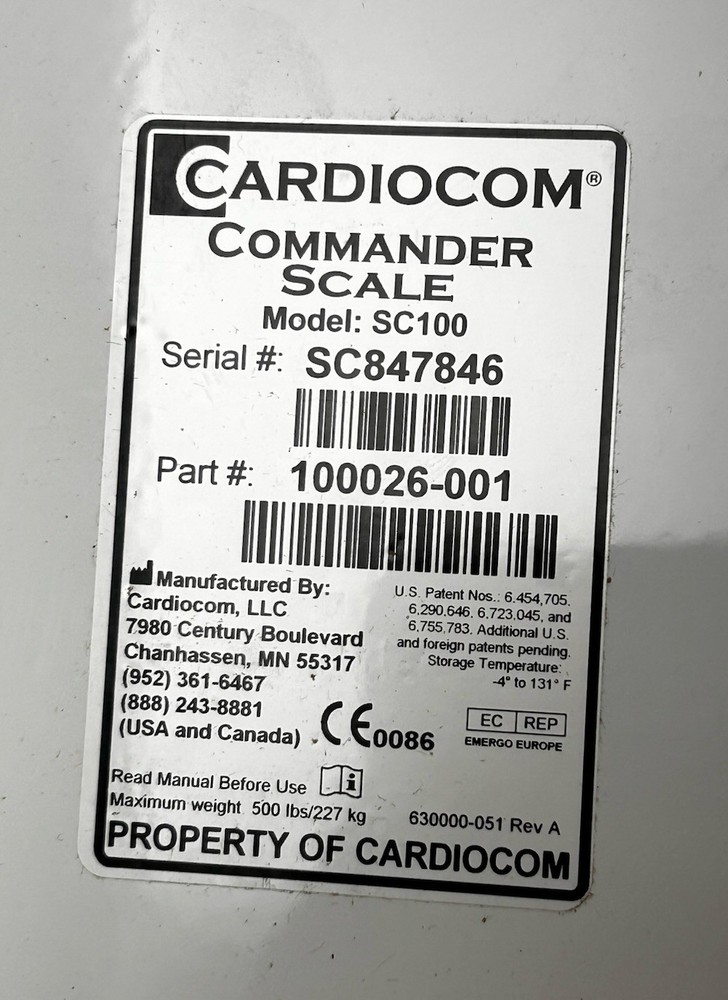 CARDIOCOM®
COMMANDER
SCALE
Model: SC100
Serial #: SC847846
Part #: 100026-001
Manufactured By:
Cardiocom, LLC
7980 Century Boulevard
Chanhassen, MN 55317
(952) 361-6467
(888) 243-8881
(USA and Canada)
U.S. Patent Nos.: 6,454,705,
6,290,646, 6,723,045, and
6,755,783. Additional U.S.
and foreign patents pending.
Storage Temperature:
-4° to 131° F
CE0086
EC REP
EMERGO EUROPE
Read Manual Before Use i
Maximum weight 500 lbs/227 kg
630000-051 Rev A
PROPERTY OF CARDIOCOM